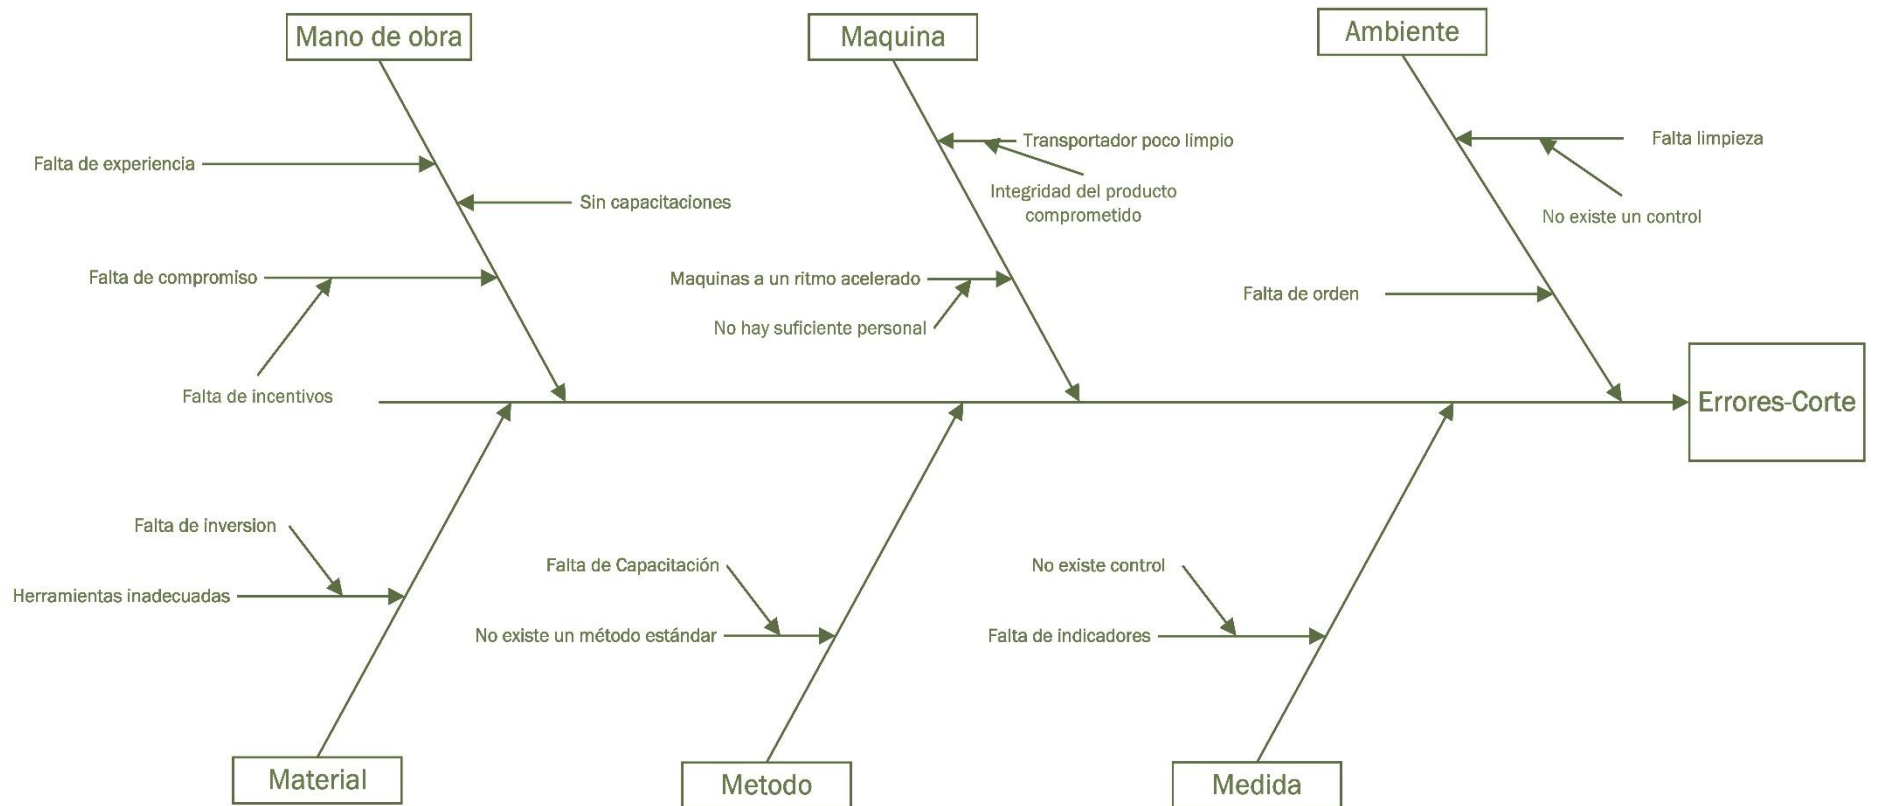 Mano de obra
Maquina
Ambiente
Transportador poco limpio
Falta limpieza
Falta de experiencia
Integridad del producto
comprometido
Sin capacitaciones
No existe un control
Falta de compromiso
Maquinas a un ritmo acelerado
Falta de orden
No hay suficiente personal
Falta de incentivos
Errores-Corte
Falta de inversion
Falta de Capacitación
No existe control
Herramientas inadecuadas
No existe un método estándar
Falta de indicadores
Material
Metodo
Medida